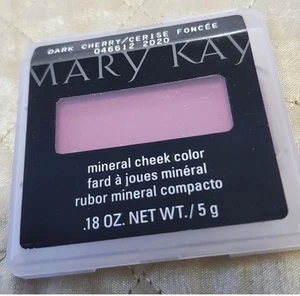 DARK CHERRY/CERISE FONCÉE
046612 2020
MARY KAY
mineral cheek color
fard à joues minéral
rubor mineral compacto
.18 OZ. NET WT./5 g